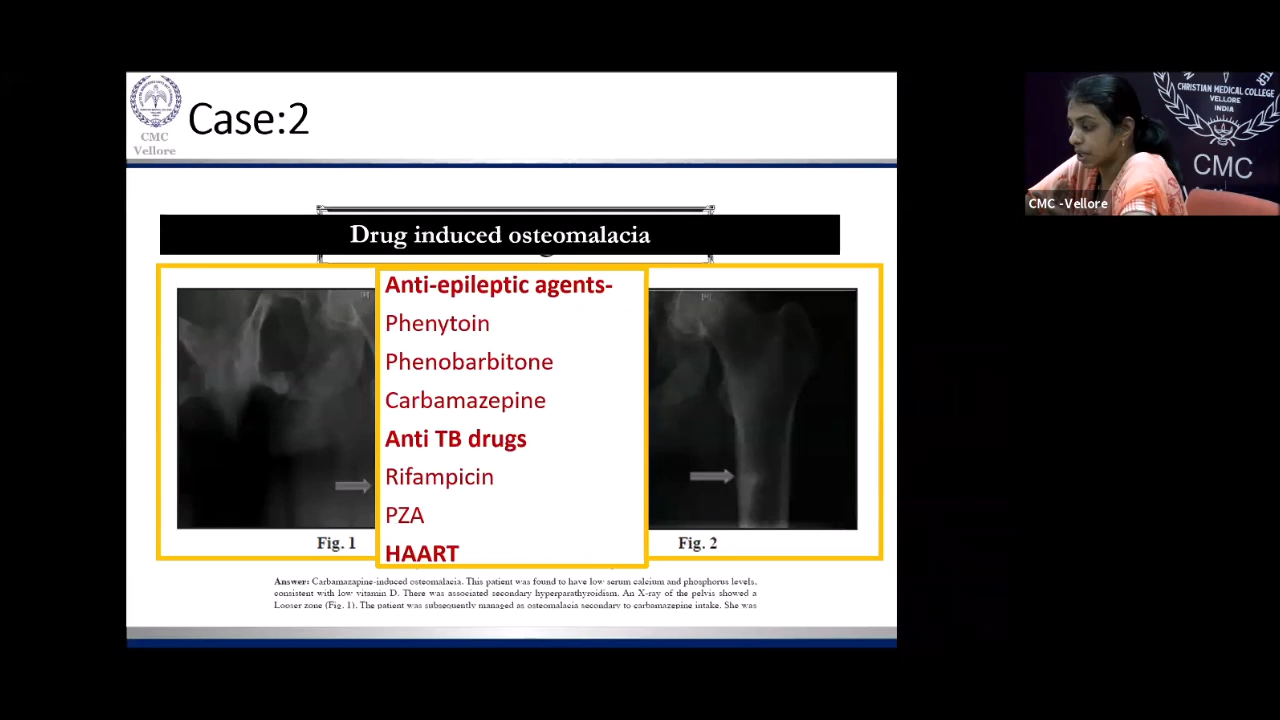 CMC
Vellore
Case:2
Drug induced osteomalacia
Anti-epileptic agents-
Phenytoin
Phenobarbitone
Carbamazepine
Anti TB drugs
Rifampicin
PZA
HAART
Fig. 1
Fig. 2
Answer: Carbamazapine-induced osteomalacia. This patient was found to have low serum calcium and phosphorus levels,
consistent with low vitamin D. There was associated secondary hyperparathyroidism. An X-ray of the pelvis showed a
Looser zone (Fig. 1). The patient was subsequently managed as osteomalacia secondary to carbamazepine intake. She was
CHRISTIAN MEDICAL COLLEGE
VELLORE
INDIA
CMC
CMC -Vellore